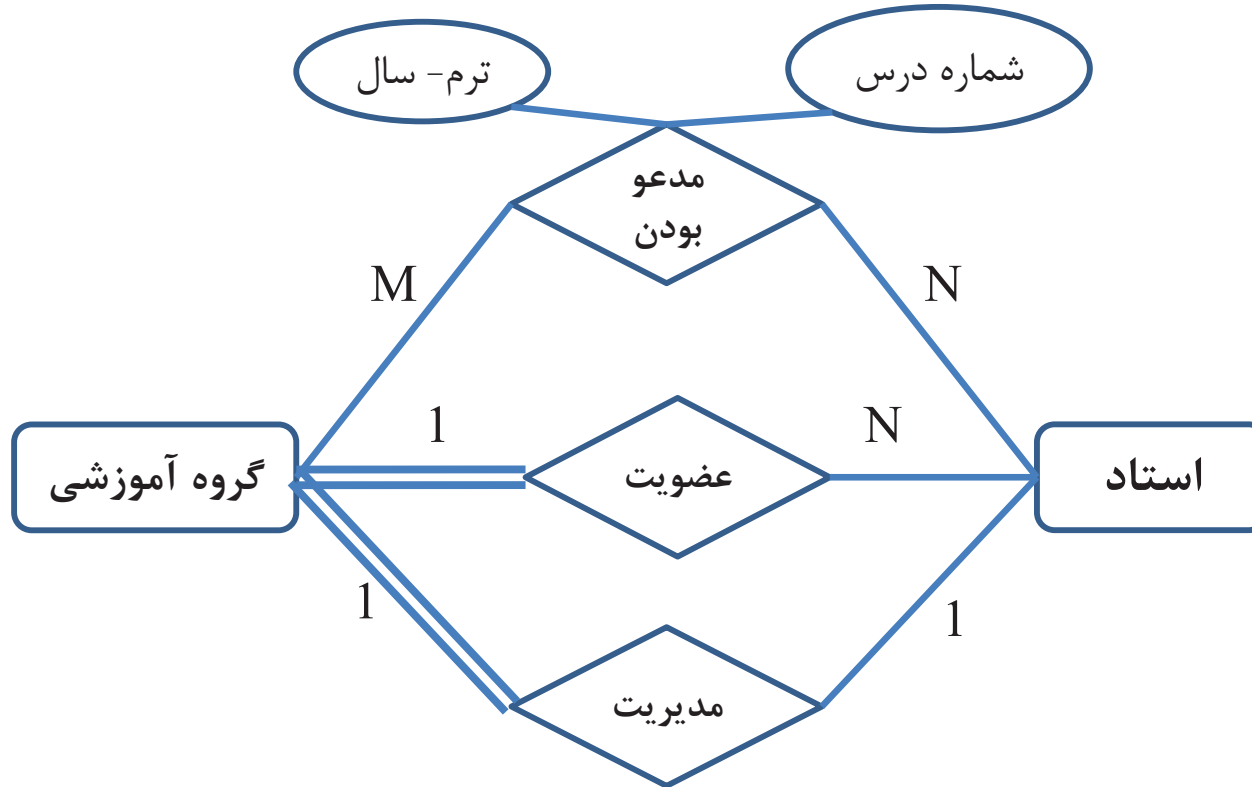 شماره درس
ترم- سال
مدعو
بودن
N
M
N
1
استاد
عضویت
گروه آموزشی
1
1
مدیریت